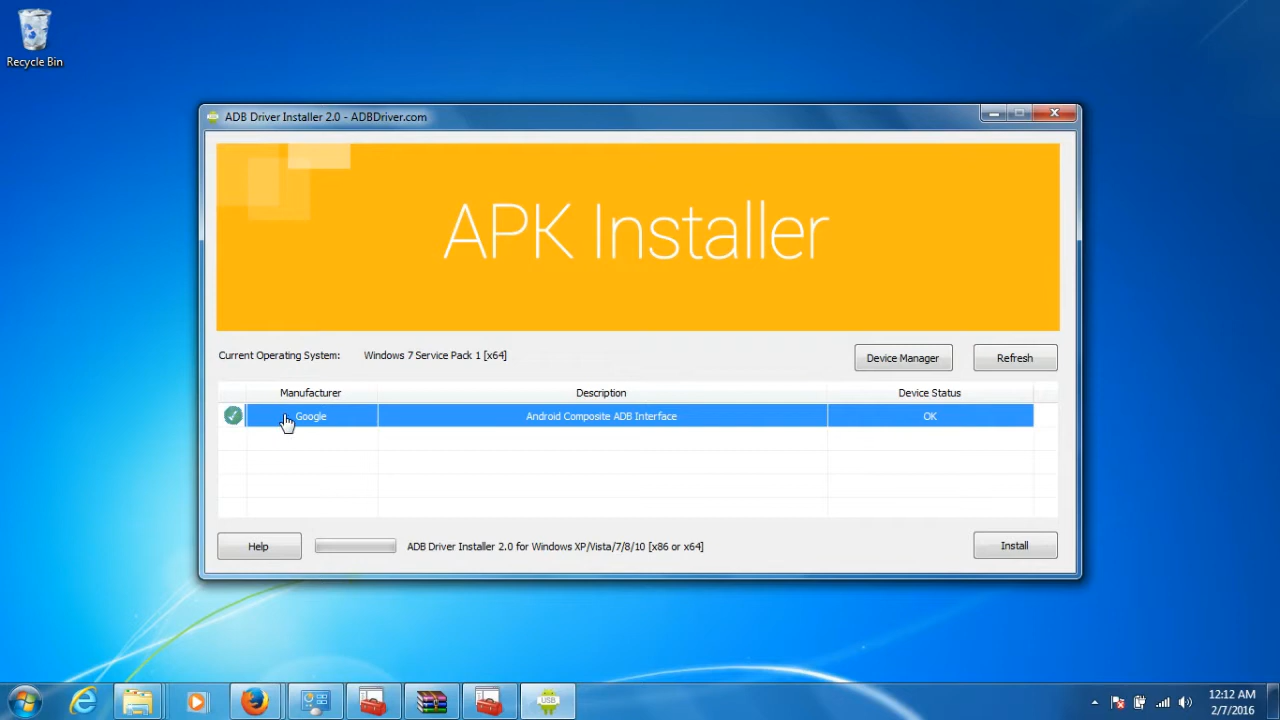 Recycle Bin
ADB Driver Installer 2.0 - ADBDriver.com
APK Installer
Current Operating System: Windows 7 Service Pack 1 [x64]
Device Manager
Refresh
Manufacturer Description Device Status
Google Android Composite ADB Interface OK
Help
ADB Driver Installer 2.0 for Windows XP/Vista/7/8/10 [x86 or x64]
Install
USB
12:12 AM
2/7/2016